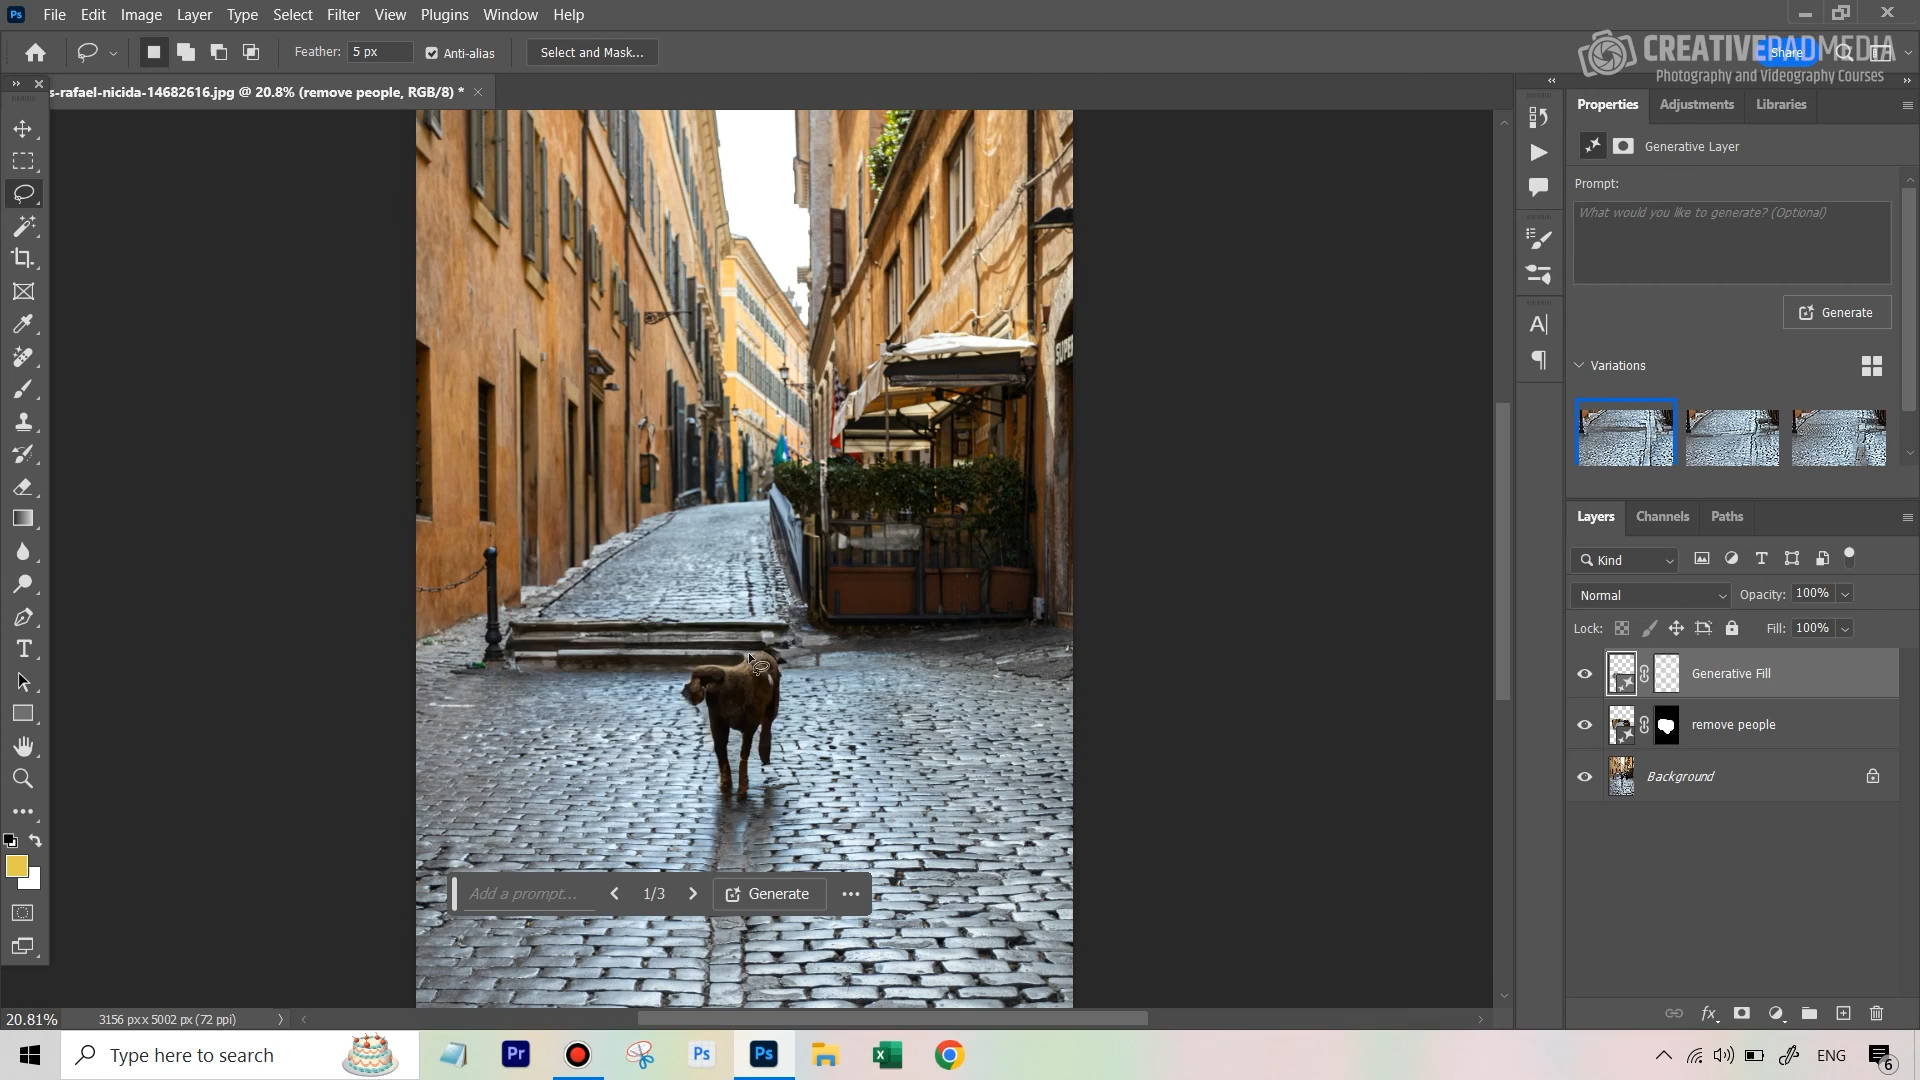 Ps File Edit Image Layer Type Select Filter View Plugins Window Help
Feather: 5 px Anti-alias Select and Mask...
Share
CREATIVEPADMEDIA
Photography and Videography Courses
s-rafael-nicida-14682616.jpg @ 20.8% (remove people, RGB/8) *
Properties Adjustments Libraries
Generative Layer
Prompt:
What would you like to generate? (Optional)
Generate
Variations
SUPE
Layers Channels Paths
Kind
Normal Opacity: 100%
Lock: Fill: 100%
Generative Fill
remove people
Background
Add a prompt... 1/3 Generate
20.81% 3156 px x 5002 px (72 ppi)
Type here to search
Pr
Ps
Ps
ENG
6